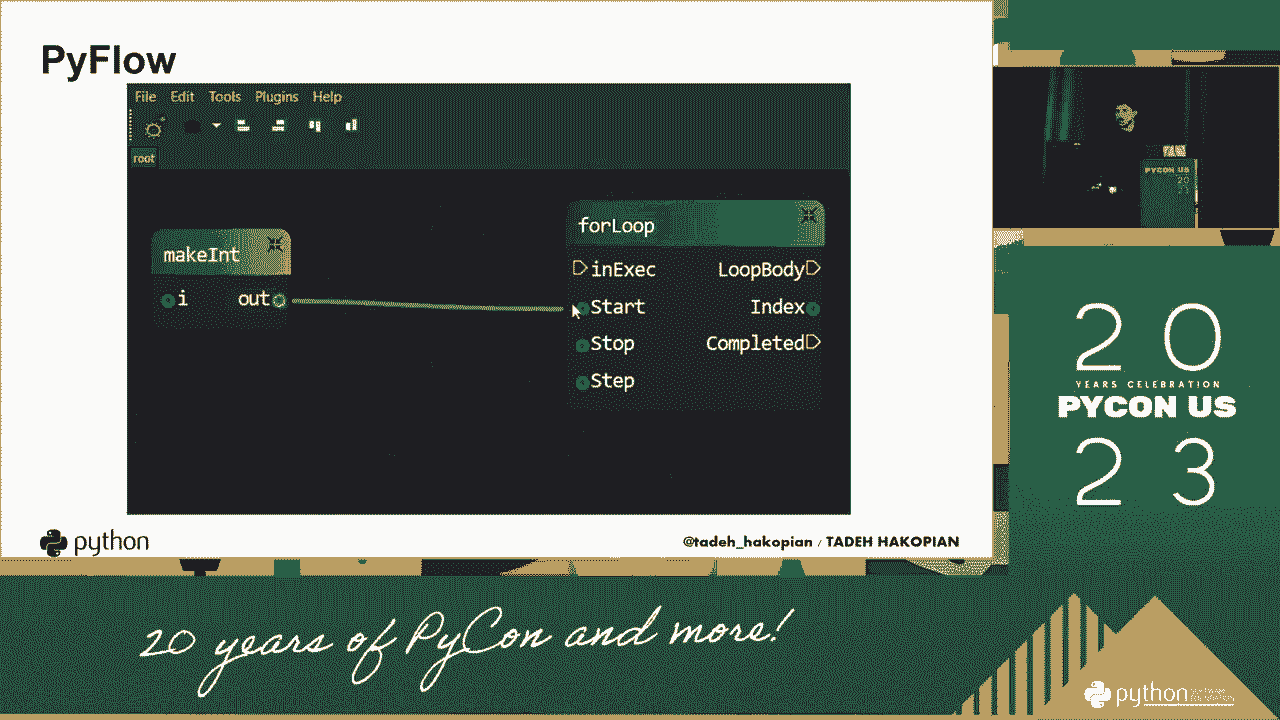 PyFlow
File Edit Tools Plugins Help
root
makeInt
i out
forLoop
inExec LoopBody
Start Index
Stop Completed
Step
python
@tadeh_hakopian / TADEH HAKOPIAN
PYCON US
20
20
YEARS CELEBRATION
PYCON US
23
20 years of PyCon and more!
python